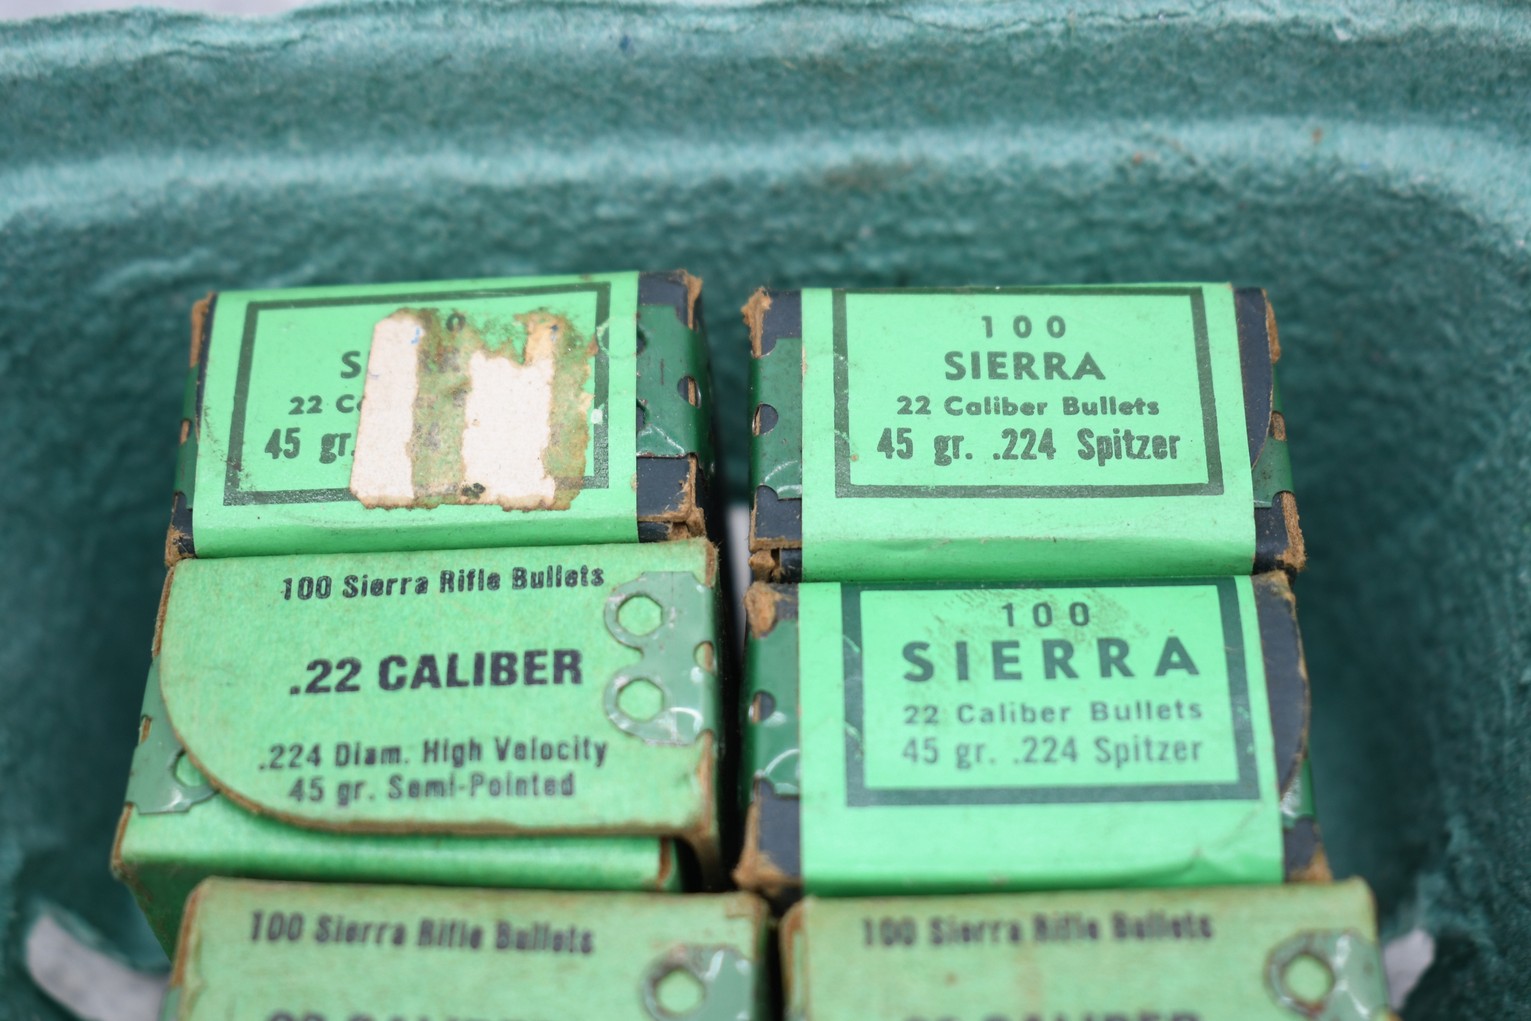 22
45 gr.
100
SIERRA
22 Caliber Bullets
45 gr. .224 Spitzer
100 Sierra Rifle Bullets
.22 CALIBER
.224 Diam. High Velocity
45 gr. Semi-Pointed
100
SIERRA
22 Caliber Bullets
45 gr. .224 Spitzer
100 Sierra Rifle Bullets
100 Sierra Rifle Bullets